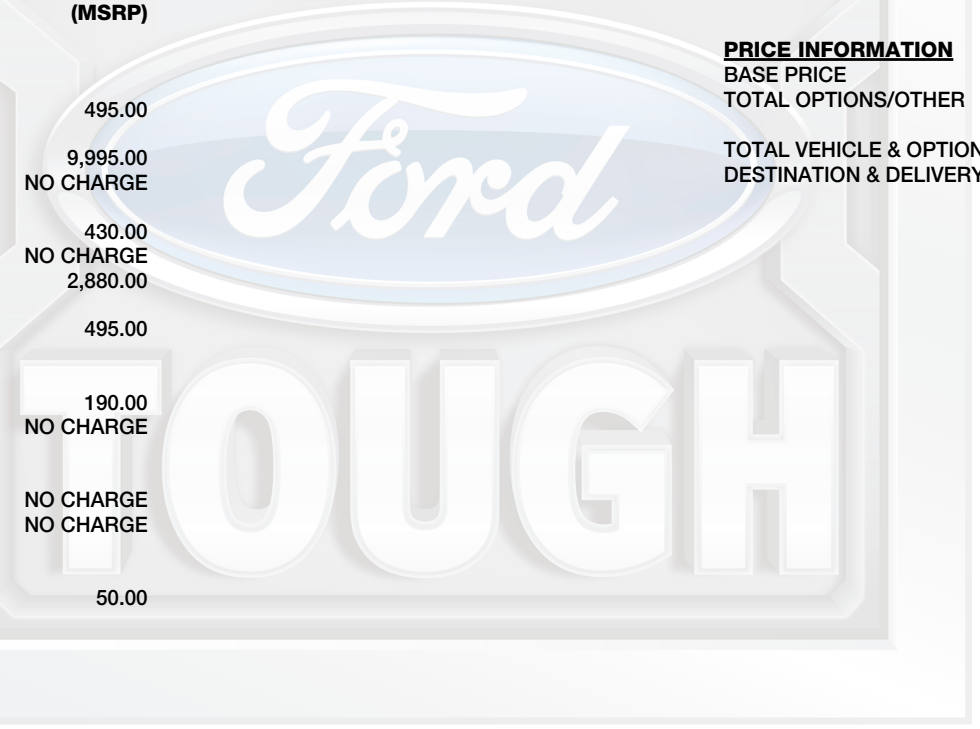 (MSRP)
495.00
9,995.00
NO CHARGE
430.00
NO CHARGE
2,880.00
495.00
190.00
NO CHARGE
NO CHARGE
NO CHARGE
50.00
PRICE INFORMATION
BASE PRICE
TOTAL OPTIONS/OTHER
TOTAL VEHICLE & OPTION
DESTINATION & DELIVERY
Ford
TOUGH